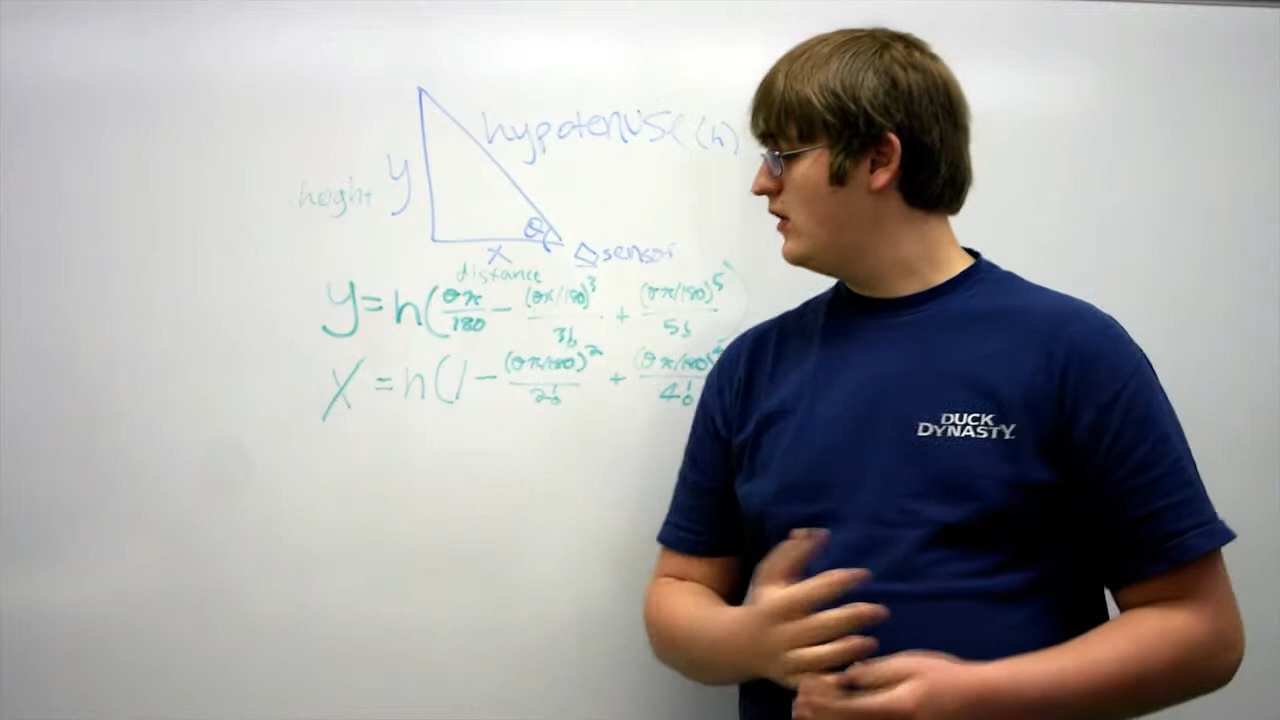 hypotenuse (h)
y
height
θ
x
sensor
distance
y = h(θπ/180 - (θπ/180)³/3! + (θπ/180)⁵/5!)
x = h(1 - (θπ/180)²/2! + (θπ/180)⁴/4!
DUCK
DYNASTY